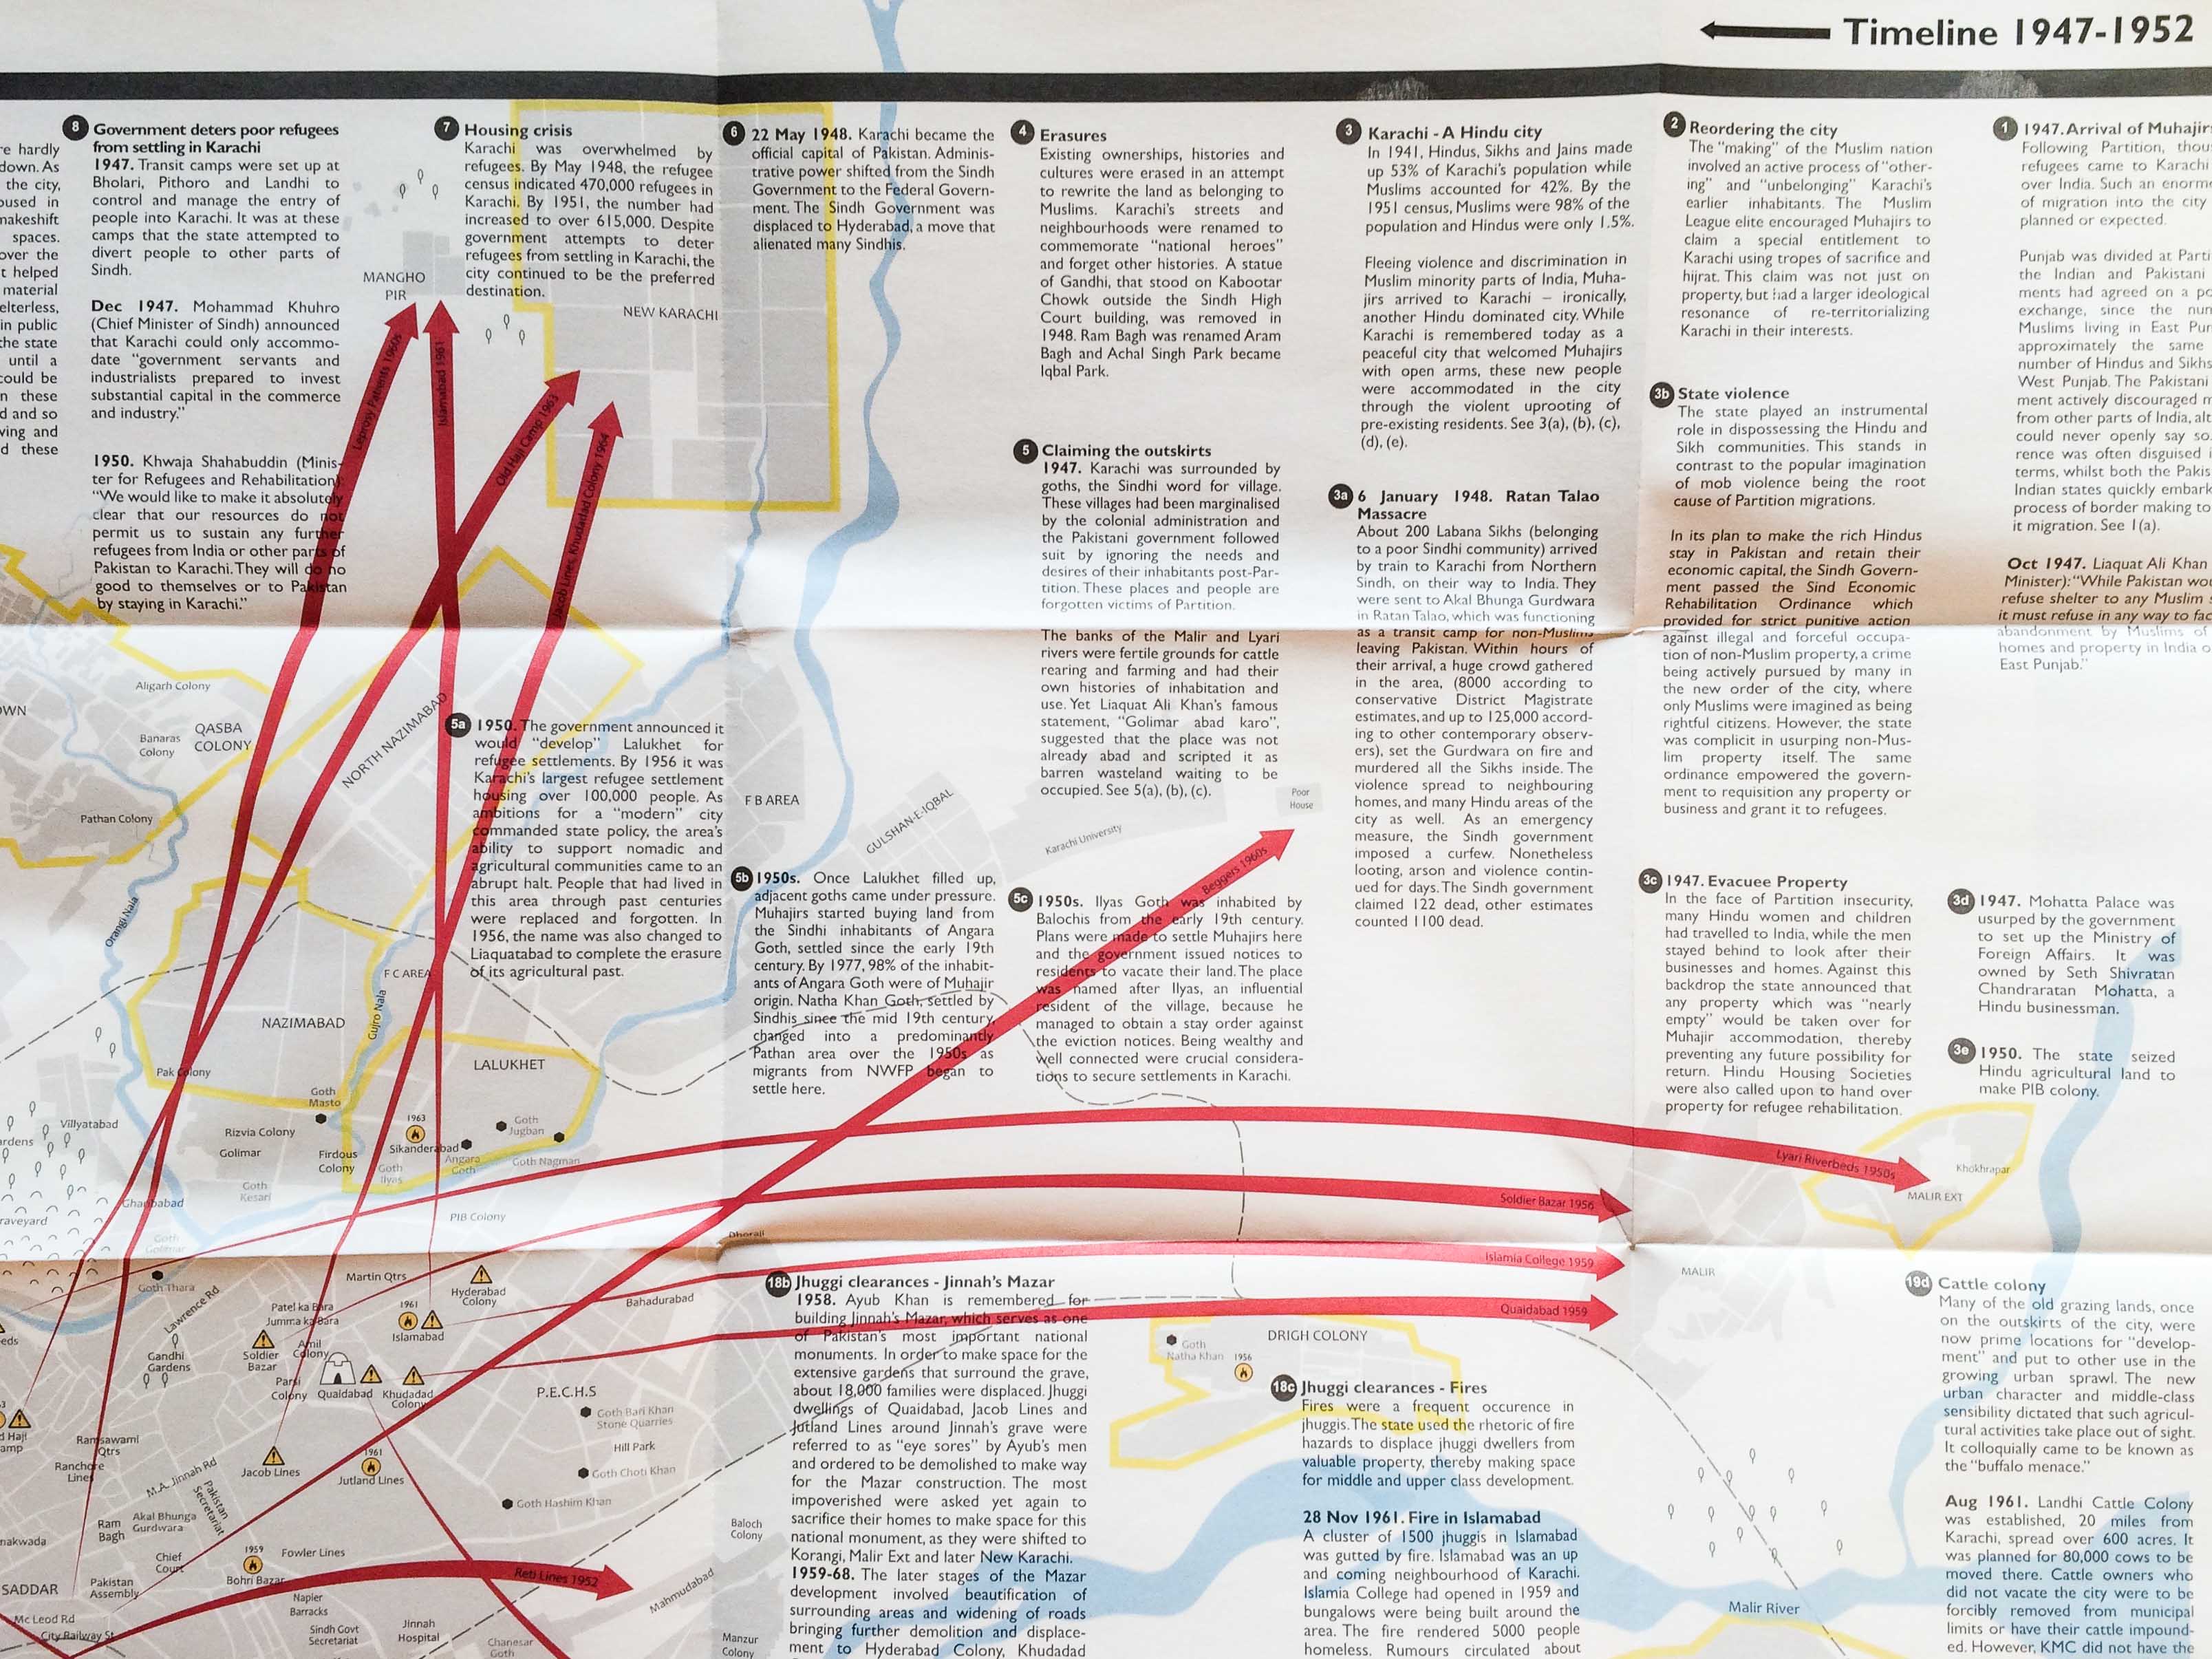 Timeline 1947-1952
re hardly
down. As
the city,
oused in
makeshift
spaces.
over the
t helped
material
elterless,
in public
the state
until a
could be
n these
d and so
ving and
d these
8 Government deters poor refugees
from settling in Karachi
1947. Transit camps were set up at
Bholari, Pithoro and Landhi to
control and manage the entry of
people into Karachi. It was at these
camps that the state attempted to
divert people to other parts of
Sindh.
Dec 1947. Mohammad Khuhro
(Chief Minister of Sindh) announced
that Karachi could only accommo-
date "government servants and
industrialists prepared to invest
substantial capital in the commerce
and industry."
1950. Khwaja Shahabuddin (Minis-
ter for Refugees and Rehabilitation):
"We would like to make it absolutely
clear that our resources do not
permit us to sustain any further
refugees from India or other parts of
Pakistan to Karachi. They will do no
good to themselves or to Pakistan
by staying in Karachi."
7 Housing crisis
Karachi was overwhelmed by
refugees. By May 1948, the refugee
census indicated 470,000 refugees in
Karachi. By 1951, the number had
increased to over 615,000. Despite
government attempts to deter
refugees from settling in Karachi, the
city continued to be the preferred
destination.
6 22 May 1948. Karachi became the
official capital of Pakistan. Adminis-
trative power shifted from the Sindh
Government to the Federal Govern-
ment. The Sindh Government was
displaced to Hyderabad, a move that
alienated many Sindhis.
4 Erasures
Existing ownerships, histories and
cultures were erased in an attempt
to rewrite the land as belonging to
Muslims. Karachi's streets and
neighbourhoods were renamed to
commemorate "national heroes"
and forget other histories. A statue
of Gandhi, that stood on Kabootar
Chowk outside the Sindh High
Court building, was removed in
1948. Ram Bagh was renamed Aram
Bagh and Achal Singh Park became
Iqbal Park.
5 Claiming the outskirts
1947. Karachi was surrounded by
goths, the Sindhi word for village.
These villages had been marginalised
by the colonial administration and
the Pakistani government followed
suit by ignoring the needs and
desires of their inhabitants post-Par-
tition. These places and people are
forgotten victims of Partition.
The banks of the Malir and Lyari
rivers were fertile grounds for cattle
rearing and farming and had their
own histories of inhabitation and
use. Yet Liaquat Ali Khan's famous
statement, "Golimar abad karo",
suggested that the place was not
already abad and scripted it as
barren wasteland waiting to be
occupied. See 5(a), (b), (c).
3 Karachi - A Hindu city
In 1941, Hindus, Sikhs and Jains made
up 53% of Karachi's population while
Muslims accounted for 42%. By the
1951 census, Muslims were 98% of the
population and Hindus were only 1.5%.
Fleeing violence and discrimination in
Muslim minority parts of India, Muha-
jirs arrived to Karachi – ironically,
another Hindu dominated city. While
Karachi is remembered today as a
peaceful city that welcomed Muhajirs
with open arms, these new people
were accommodated in the city
through the violent uprooting of
pre-existing residents. See 3(a), (b), (c),
(d), (e).
3a 6 January 1948. Ratan Talao
Massacre
About 200 Labana Sikhs (belonging
to a poor Sindhi community) arrived
by train to Karachi from Northern
Sindh, on their way to India. They
were sent to Akal Bhunga Gurdwara
in Ratan Talao, which was functioning
as a transit camp for non-Muslims
leaving Pakistan. Within hours of
their arrival, a huge crowd gathered
in the area, (8000 according to
conservative District Magistrate
estimates, and up to 125,000 accord-
ing to other contemporary observ-
ers), set the Gurdwara on fire and
murdered all the Sikhs inside. The
violence spread to neighbouring
homes, and many Hindu areas of the
city as well. As an emergency
measure, the Sindh government
imposed a curfew. Nonetheless
looting, arson and violence contin-
ued for days. The Sindh government
claimed 122 dead, other estimates
counted 1100 dead.
2 Reordering the city
The "making" of the Muslim nation
involved an active process of "other-
ing" and "unbelonging" Karachi's
earlier inhabitants. The Muslim
League elite encouraged Muhajirs to
claim a special entitlement to
Karachi using tropes of sacrifice and
hijrat. This claim was not just on
property, but had a larger ideological
resonance of re-territorializing
Karachi in their interests.
3b State violence
The state played an instrumental
role in dispossessing the Hindu and
Sikh communities. This stands in
contrast to the popular imagination
of mob violence being the root
cause of Partition migrations.
In its plan to make the rich Hindus
stay in Pakistan and retain their
economic capital, the Sindh Govern-
ment passed the Sind Economic
Rehabilitation Ordinance which
provided for strict punitive action
against illegal and forceful occupa-
tion of non-Muslim property, a crime
being actively pursued by many in
the new order of the city, where
only Muslims were imagined as being
rightful citizens. However, the state
was complicit in usurping non-Mus-
lim property itself. The same
ordinance empowered the govern-
ment to requisition any property or
business and grant it to refugees.
3c 1947. Evacuee Property
In the face of Partition insecurity,
many Hindu women and children
had travelled to India, while the men
stayed behind to look after their
businesses and homes. Against this
backdrop the state announced that
any property which was "nearly
empty" would be taken over for
Muhajir accommodation, thereby
preventing any future possibility for
return. Hindu Housing Societies
were also called upon to hand over
property for refugee rehabilitation.
1 1947. Arrival of Muhajirs
Following Partition, thou
refugees came to Karachi
over India. Such an enorm
of migration into the city
planned or expected.
Punjab was divided at Parti
the Indian and Pakistani
ments had agreed on a po
exchange, since the num
Muslims living in East Pun
approximately the same
number of Hindus and Sikhs
West Punjab. The Pakistani
ment actively discouraged m
from other parts of India, alt
could never openly say so.
rence was often disguised i
terms, whilst both the Pakis
Indian states quickly embark
process of border making to
it migration. See 1(a).
Oct 1947. Liaquat Ali Khan
Minister): "While Pakistan wou
refuse shelter to any Muslim s
it must refuse in any way to fac
abandonment by Muslims of
homes and property in India o
East Punjab."
3d 1947. Mohatta Palace was
usurped by the government
to set up the Ministry of
Foreign Affairs. It was
owned by Seth Shivratan
Chandraratan Mohatta, a
Hindu businessman.
3e 1950. The state seized
Hindu agricultural land to
make PIB colony.
5a 1950. The government announced it
would "develop" Lalukhet for
refugee settlements. By 1956 it was
Karachi's largest refugee settlement
housing over 100,000 people. As
ambitions for a "modern" city
commanded state policy, the area's
ability to support nomadic and
agricultural communities came to an
abrupt halt. People that had lived in
this area through past centuries
were replaced and forgotten. In
1956, the name was also changed to
Liaquatabad to complete the erasure
of its agricultural past.
5b 1950s. Once Lalukhet filled up,
adjacent goths came under pressure.
Muhajirs started buying land from
the Sindhi inhabitants of Angara
Goth, settled since the early 19th
century. By 1977, 98% of the inhabit-
ants of Angara Goth were of Muhajir
origin. Natha Khan Goth, settled by
Sindhis since the mid 19th century,
changed into a predominantly
Pathan area over the 1950s as
migrants from NWFP began to
settle here.
5c 1950s. Ilyas Goth was inhabited by
Balochis from the early 19th century.
Plans were made to settle Muhajirs here
and the government issued notices to
residents to vacate their land. The place
was named after Ilyas, an influential
resident of the village, because he
managed to obtain a stay order against
the eviction notices. Being wealthy and
well connected were crucial considera-
tions to secure settlements in Karachi.
18b Jhuggi clearances - Jinnah's Mazar
1958. Ayub Khan is remembered for
building Jinnah's Mazar, which serves as one
of Pakistan's most important national
monuments. In order to make space for the
extensive gardens that surround the grave,
about 18,000 families were displaced. Jhuggi
dwellings of Quaidabad, Jacob Lines and
Jutland Lines around Jinnah's grave were
referred to as "eye sores" by Ayub's men
and ordered to be demolished to make way
for the Mazar construction. The most
impoverished were asked yet again to
sacrifice their homes to make space for this
national monument, as they were shifted to
Korangi, Malir Ext and later New Karachi.
1959-68. The later stages of the Mazar
development involved beautification of
surrounding areas and widening of roads
bringing further demolition and displace-
ment to Hyderabad Colony, Khudadad
18c Jhuggi clearances - Fires
Fires were a frequent occurence in
jhuggis. The state used the rhetoric of fire
hazards to displace jhuggi dwellers from
valuable property, thereby making space
for middle and upper class development.
28 Nov 1961. Fire in Islamabad
A cluster of 1500 jhuggis in Islamabad
was gutted by fire. Islamabad was an up
and coming neighbourhood of Karachi.
Islamia College had opened in 1959 and
bungalows were being built around the
area. The fire rendered 5000 people
homeless. Rumours circulated about
19d Cattle colony
Many of the old grazing lands, once
on the outskirts of the city, were
now prime locations for "develop-
ment" and put to other use in the
growing urban sprawl. The new
urban character and middle-class
sensibility dictated that such agricul-
tural activities take place out of sight.
It colloquially came to be known as
the "buffalo menace."
Aug 1961. Landhi Cattle Colony
was established, 20 miles from
Karachi, spread over 600 acres. It
was planned for 80,000 cows to be
moved there. Cattle owners who
did not vacate the city were to be
forcibly removed from municipal
limits or have their cattle impound-
ed. However, KMC did not have the
MANGHO
PIR
NEW KARACHI
Leprosy Patients 1960s
Islamabad 1961
Old Haji Camp 1963
Jacob Lines, Khudadad Colony 1964
Aligarh Colony
OWN
QASBA
COLONY
Banaras
Colony
NORTH NAZIMABAD
Pathan Colony
F B AREA
GULSHAN-E-IQBAL
Karachi University
Poor
House
Beggers 1960s
Orangi Nala
F C AREA
Gujro Nala
NAZIMABAD
Pak Colony
LALUKHET
Goth
Masto
1963
Sikanderabad
Goth
Jugban
Villyatabad
ardens
Rizvia Colony
Golimar
Firdous
Colony
Goth
Ilyas
Angara
Goth
Goth Nagman
Goth
Kesari
Gharibabad
raveyard
Goth
Golimar
PIB Colony
Dhoraji
Lyari Riverbeds 1950s
Khokhrapar
MALIR EXT
Soldier Bazar 1956
Islamia College 1959
Quaidabad 1959
MALIR
Goth Thara
Martin Qtrs
Hyderabad
Colony
Lawrence Rd
Patel ka Bara
Jumma ka Bara
1961
Islamabad
Bahadurabad
eds
Gandhi
Gardens
Soldier
Bazar
Amil
Colony
Parsi
Colony
Quaidabad
Khudadad
Colony
P.E.C.H.S
Goth Bari Khan
Stone Quarries
Hill Park
Goth Choti Khan
Goth Hashim Khan
d Haji
amp
Ramsawami
Qtrs
Ranchore
Lines
M.A. Jinnah Rd
Pakistan
Secretariat
Jacob Lines
1961
Jutland Lines
Ram
Bagh
Akal Bhunga
Gurdwara
nakwada
Chief
Court
1959
Bohri Bazar
Fowler Lines
SADDAR
Pakistan
Assembly
Reti Lines 1952
Mahmudabad
Napier
Barracks
Mc Leod Rd
City Railway St
Sindh Govt
Secretariat
Jinnah
Hospital
Chanesar
Goth
Baloch
Colony
Manzur
Colony
DRIGH COLONY
Goth
Natha Khan
1956
Malir River